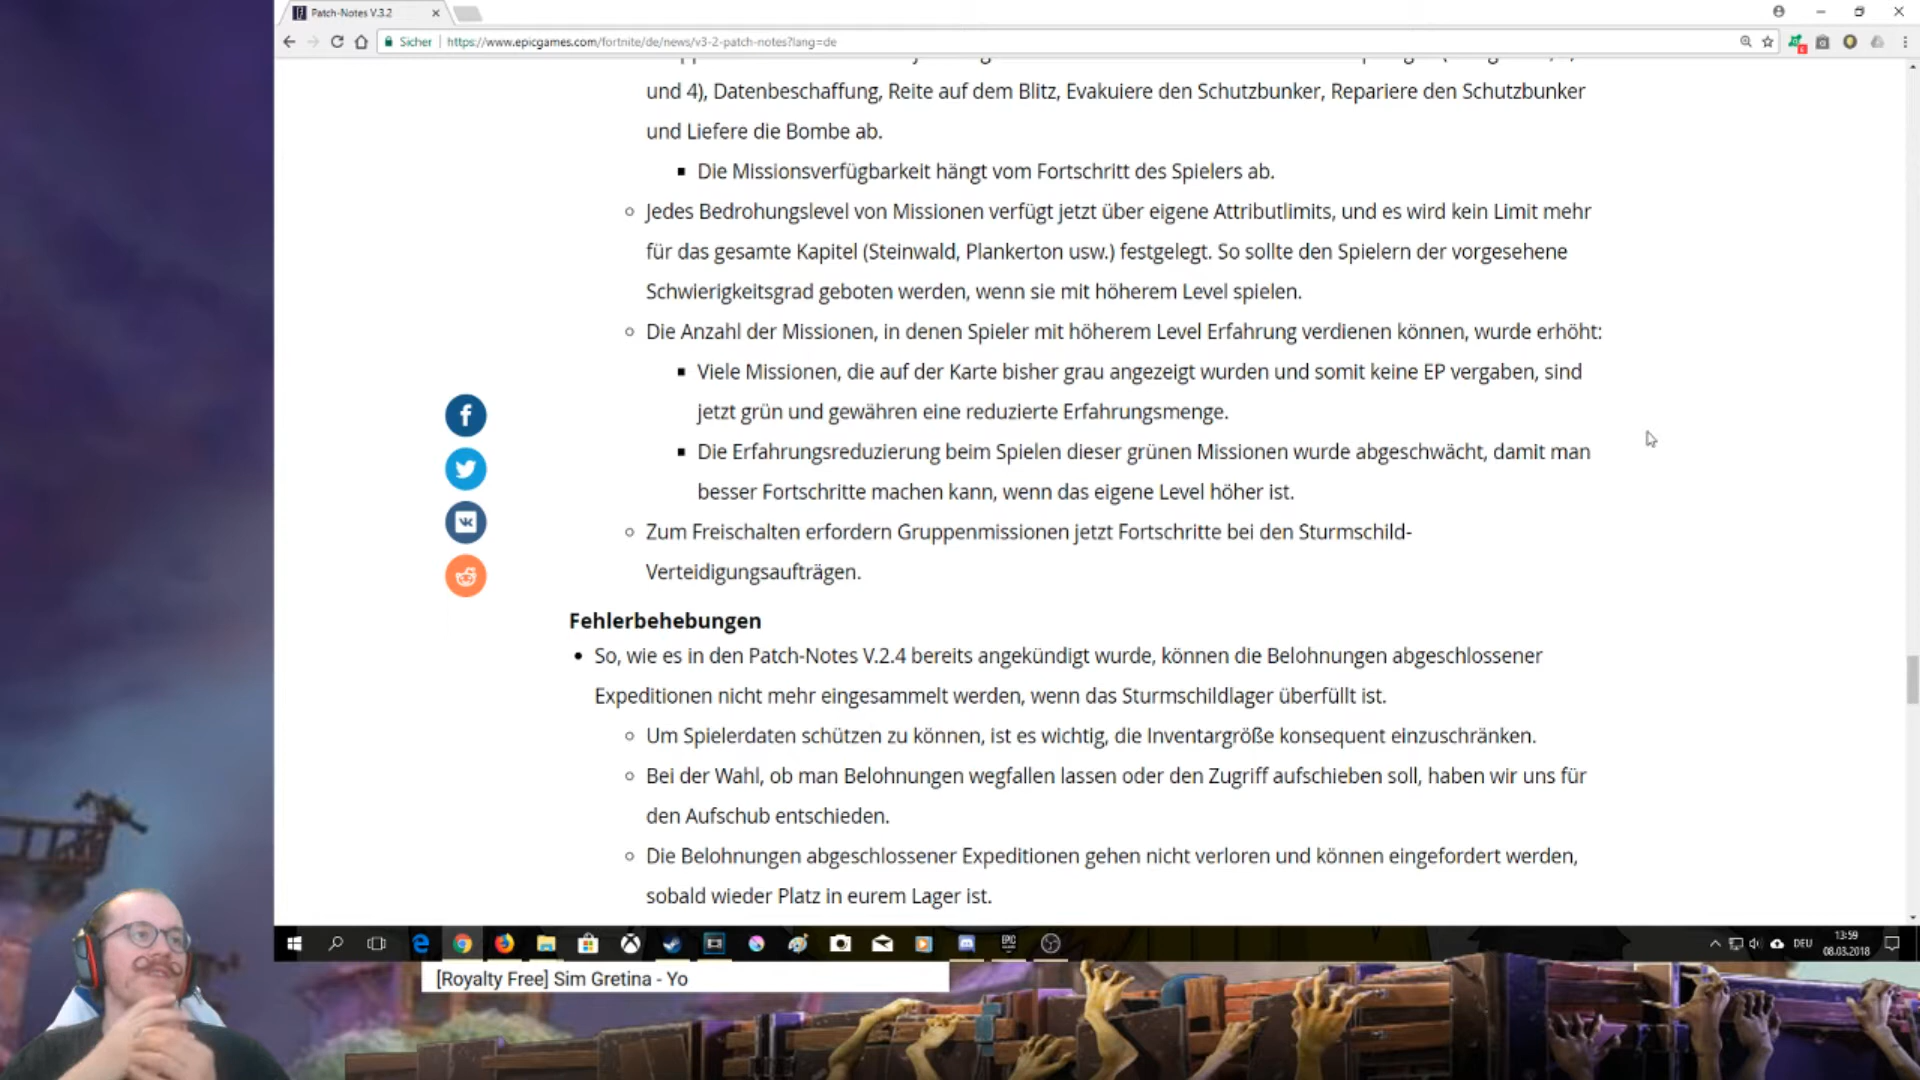 Patch-Notes V.3.2
Sicher
https://www.epicgames.com/fortnite/de/news/v3-2-patch-notes?lang=de
und 4), Datenbeschaffung, Reite auf dem Blitz, Evakuiere den Schutzbunker, Repariere den Schutzbunker
und Liefere die Bombe ab.
Die Missionsverfügbarkeit hängt vom Fortschritt des Spielers ab.
Jedes Bedrohungslevel von Missionen verfügt jetzt über eigene Attributlimits, und es wird kein Limit mehr
für das gesamte Kapitel (Steinwald, Plankerton usw.) festgelegt. So sollte den Spielern der vorgesehene
Schwierigkeitsgrad geboten werden, wenn sie mit höherem Level spielen.
Die Anzahl der Missionen, in denen Spieler mit höherem Level Erfahrung verdienen können, wurde erhöht:
Viele Missionen, die auf der Karte bisher grau angezeigt wurden und somit keine EP vergaben, sind
jetzt grün und gewähren eine reduzierte Erfahrungsmenge.
Die Erfahrungsreduzierung beim Spielen dieser grünen Missionen wurde abgeschwächt, damit man
besser Fortschritte machen kann, wenn das eigene Level höher ist.
Zum Freischalten erfordern Gruppenmissionen jetzt Fortschritte bei den Sturmschild-
Verteidigungsaufträgen.
Fehlerbehebungen
So, wie es in den Patch-Notes V.2.4 bereits angekündigt wurde, können die Belohnungen abgeschlossener
Expeditionen nicht mehr eingesammelt werden, wenn das Sturmschildlager überfüllt ist.
Um Spielerdaten schützen zu können, ist es wichtig, die Inventargröße konsequent einzuschränken.
Bei der Wahl, ob man Belohnungen wegfallen lassen oder den Zugriff aufschieben soll, haben wir uns für
den Aufschub entschieden.
Die Belohnungen abgeschlossener Expeditionen gehen nicht verloren und können eingefordert werden,
sobald wieder Platz in eurem Lager ist.
EPIC
DEU
13:59
08.03.2018
[Royalty Free] Sim Gretina - Yo